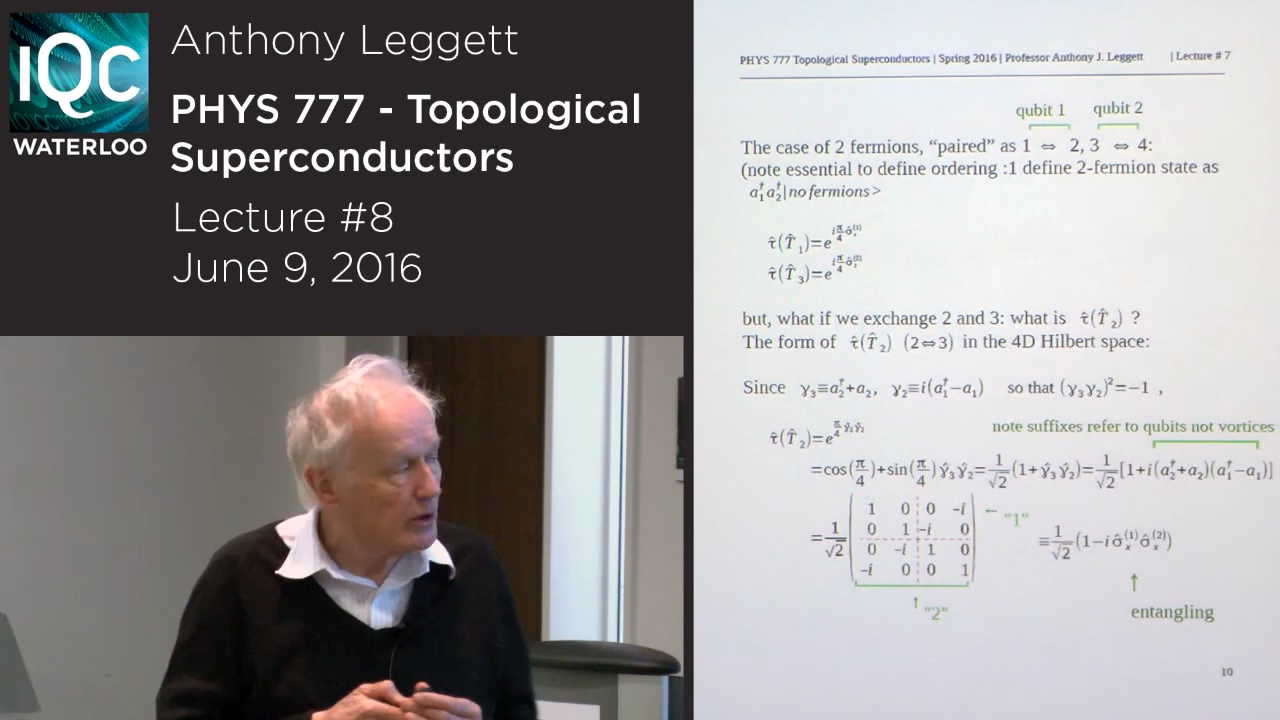 IQC
WATERLOO
Anthony Leggett
PHYS 777 - Topological
Superconductors
Lecture #8
June 9, 2016
PHYS 777 Topological Superconductors | Spring 2016 | Professor Anthony J. Leggett | Lecture # 7
qubit 1 qubit 2
The case of 2 fermions, “paired” as 1 ⇔ 2, 3 ⇔ 4:
(note essential to define ordering :1 define 2-fermion state as
a₁†a₂†|no fermions>
τ̂(T̂₁)=e^{i π/4 σ̂_z^{(1)}}
τ̂(T̂₃)=e^{i π/4 σ̂_z^{(2)}}
but, what if we exchange 2 and 3: what is τ̂(T̂₂) ?
The form of τ̂(T̂₂) (2⇔3) in the 4D Hilbert space:
Since γ₃≡a₂†+a₂, γ₂≡i(a₁†−a₁) so that (γ₃γ₂)²=−1 ,
τ̂(T̂₂)=e^{π/4 γ̂₃γ̂₂} note suffixes refer to qubits not vortices
=cos(π/4)+sin(π/4)γ̂₃γ̂₂=1/√2(1+γ̂₃γ̂₂)=1/√2[1+i(a₂†+a₂)(a₁†−a₁)]
=1/√2 ( 1 0 0 −i ← "1"
0 1 −i 0
0 −i 1 0
−i 0 0 1 ) ≡1/√2(1−iσ̂_x^{(1)}σ̂_x^{(2)})
↑ "2" ↑
entangling
10